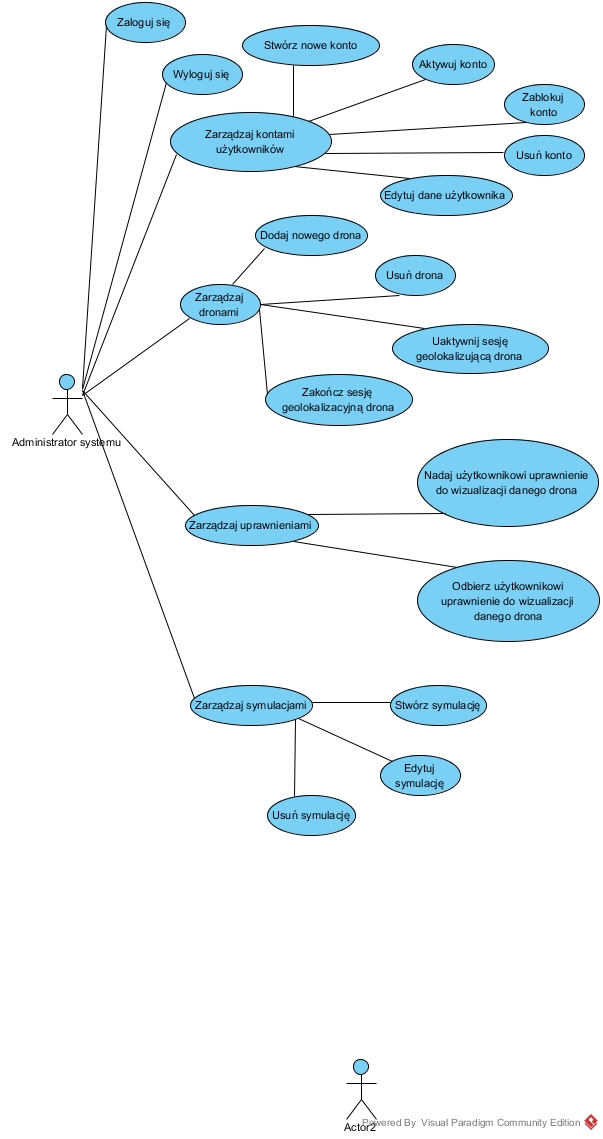 Zaloguj się
Stwórz nowe konto
Wyloguj się
Aktywuj konto
Zablokuj
konto
Zarządzaj kontami
użytkowników
Usuń konto
Edytuj dane użytkownika
Dodaj nowego drona
Usuń drona
Zarządzaj
dronami
Uaktywnij sesję
geolokalizującą drona
Zakończ sesję
geolokalizacyjną drona
Administrator systemu
Nadaj użytkownikowi uprawnienie
do wizualizacji danego drona
Zarządzaj uprawnieniami
Odbierz użytkownikowi
uprawnienie do wizualizacji
danego drona
Zarządzaj symulacjami
Stwórz symulację
Edytuj
symulację
Usuń symulację
Actor2
Powered By Visual Paradigm Community Edition